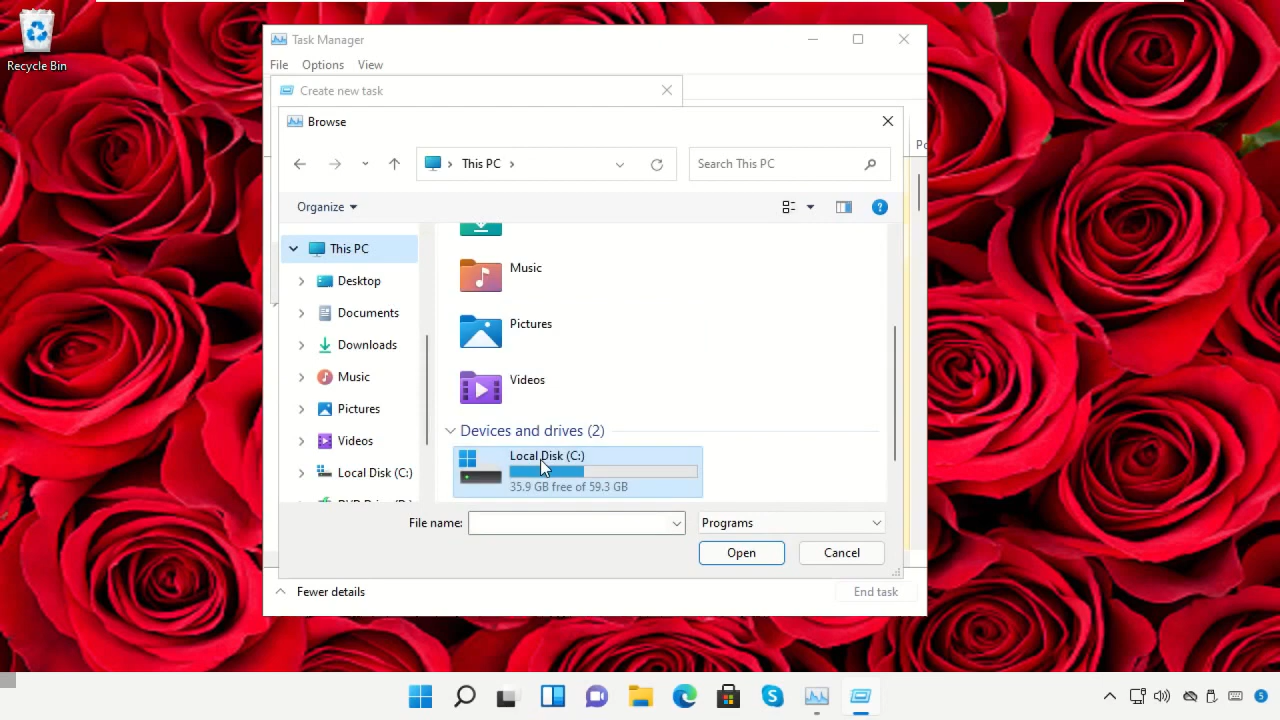 Recycle Bin
Task Manager
File Options View
Create new task
Browse
This PC
Search This PC
Organize
This PC
Desktop
Documents
Downloads
Music
Pictures
Videos
Local Disk (C:)
Music
Pictures
Videos
Devices and drives (2)
Local Disk (C:)
35.9 GB free of 59.3 GB
File name:
Programs
Open
Cancel
Fewer details
End task
5